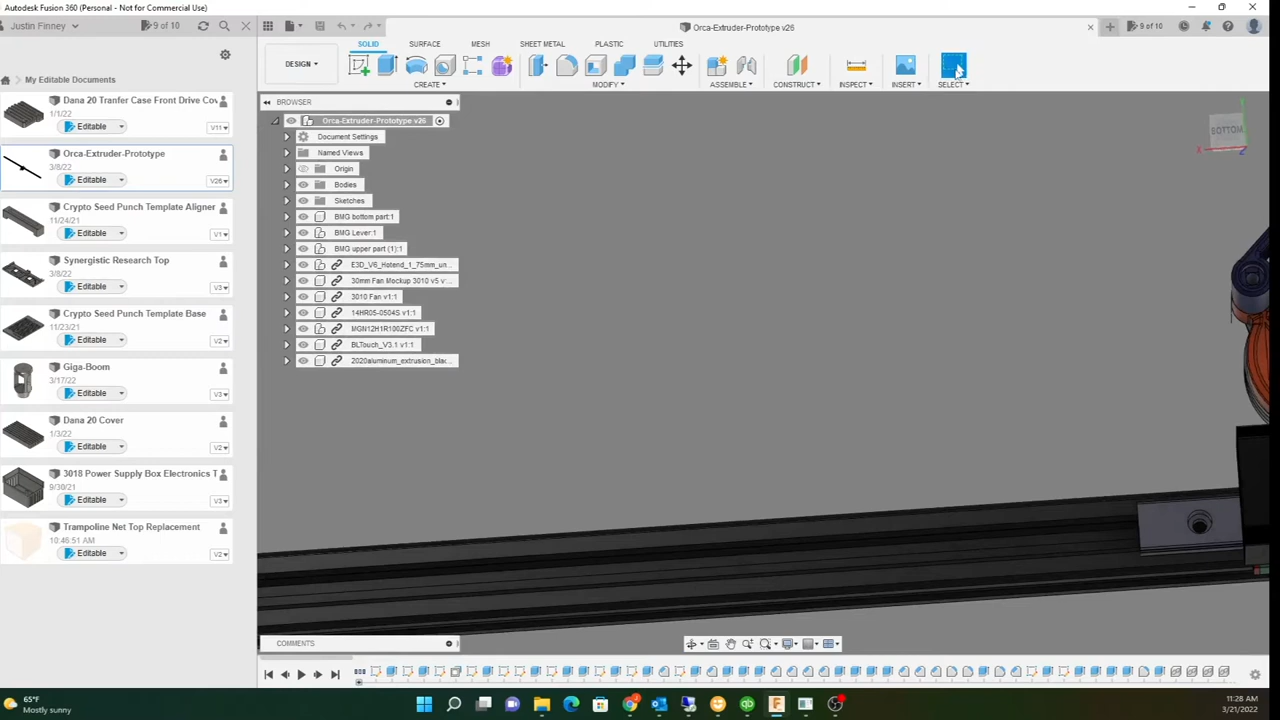 Autodesk Fusion 360 (Personal - Not for Commercial Use)
Justin Finney
9 of 10
Orca-Extruder-Prototype v26
9 of 10
SOLID
SURFACE
MESH
SHEET METAL
PLASTIC
UTILITIES
DESIGN
CREATE
MODIFY
ASSEMBLE
CONSTRUCT
INSPECT
INSERT
SELECT
My Editable Documents
Dana 20 Tranfer Case Front Drive Cov
1/1/22
Editable
V11
Orca-Extruder-Prototype
3/8/22
Editable
V26
Crypto Seed Punch Template Aligner
11/24/21
Editable
V1
Synergistic Research Top
3/8/22
Editable
V3
Crypto Seed Punch Template Base
11/23/21
Editable
V2
Giga-Boom
3/17/22
Editable
V3
Dana 20 Cover
1/3/22
Editable
V2
3018 Power Supply Box Electronics T
9/30/21
Editable
V3
Trampoline Net Top Replacement
10:46:51 AM
Editable
V2
BROWSER
Orca-Extruder-Prototype v26
Document Settings
Named Views
Origin
Bodies
Sketches
BMG bottom part:1
BMG Lever:1
BMG upper part (1):1
E3D_V6_Hotend_1_75mm_un...
30mm Fan Mockup 3010 v5 v...
3010 Fan v1:1
14HR05-0504S v1:1
MGN12H1R100ZFC v1:1
BLTouch_V3.1 v1:1
2020aluminum_extrusion_blac...
BOTTOM
X
Z
COMMENTS
65°F
Mostly sunny
11:28 AM
3/21/2022